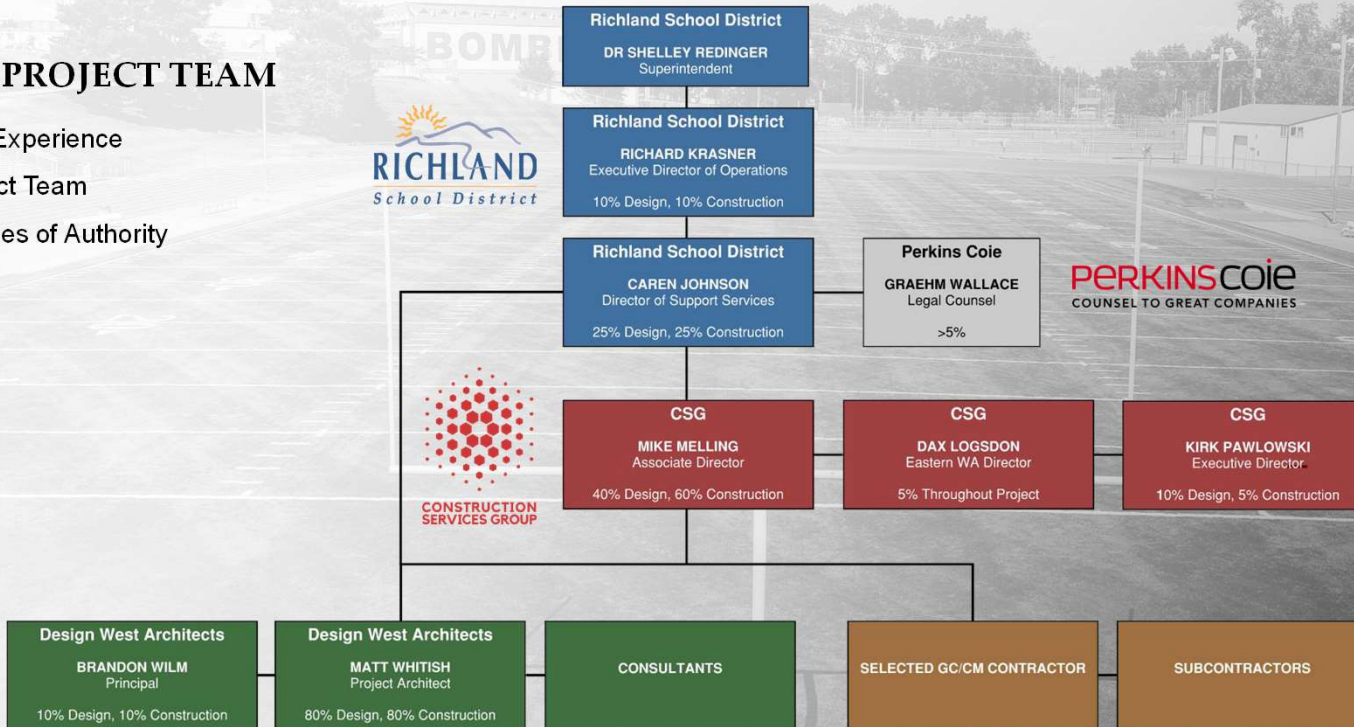 PROJECT TEAM
Experience
ct Team
es of Authority
BOMB
RICHLAND
School District
Richland School District
DR SHELLEY REDINGER
Superintendent
Richland School District
RICHARD KRASNER
Executive Director of Operations
10% Design, 10% Construction
Richland School District
CAREN JOHNSON
Director of Support Services
25% Design, 25% Construction
Perkins Coie
GRAEHM WALLACE
Legal Counsel
>5%
PERKINSCOIE
COUNSEL TO GREAT COMPANIES
CONSTRUCTION
SERVICES GROUP
CSG
MIKE MELLING
Associate Director
40% Design, 60% Construction
CSG
DAX LOGSDON
Eastern WA Director
5% Throughout Project
CSG
KIRK PAWLOWSKI
Executive Director
10% Design, 5% Construction
Design West Architects
BRANDON WILM
Principal
10% Design, 10% Construction
Design West Architects
MATT WHITISH
Project Architect
80% Design, 80% Construction
CONSULTANTS
SELECTED GC/CM CONTRACTOR
SUBCONTRACTORS